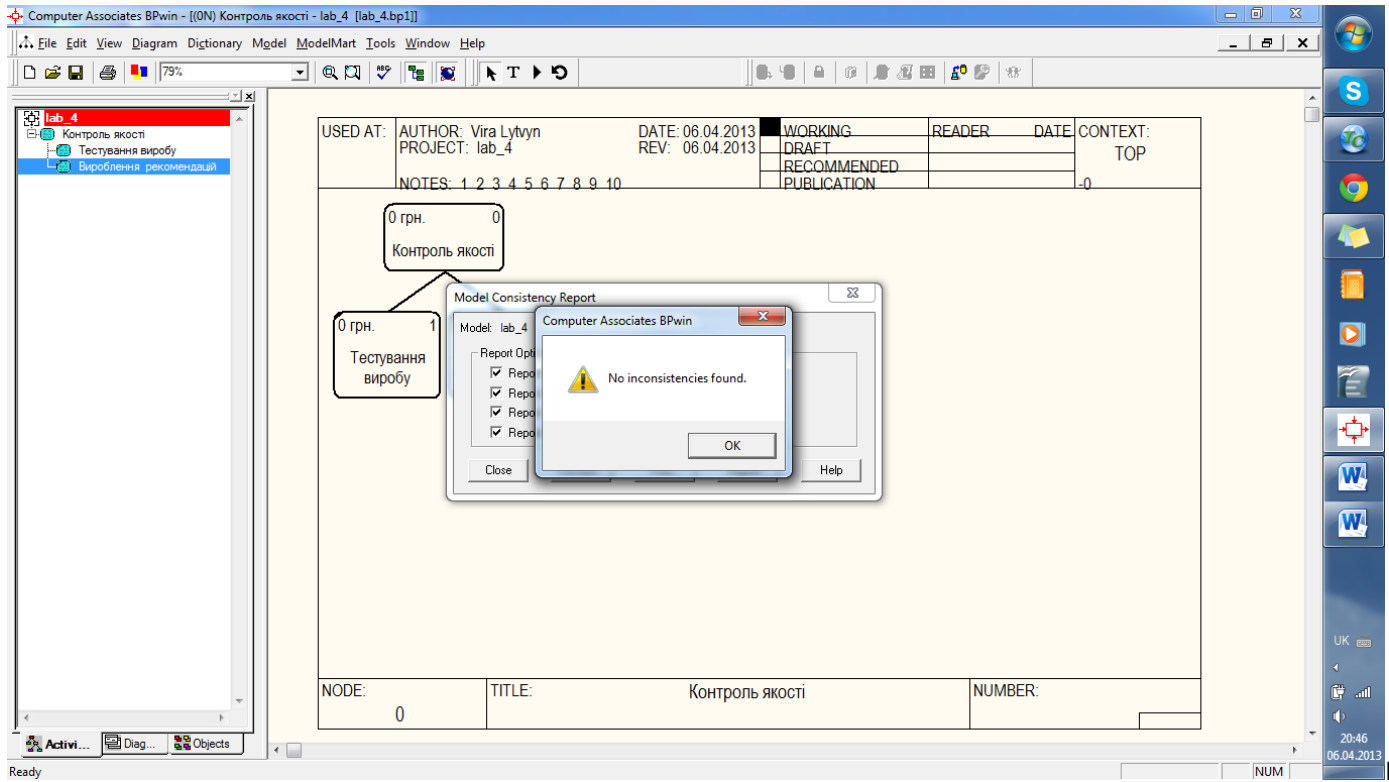 Computer Associates BPwin - [(0N) Контроль якості - lab_4 [lab_4.bp1]]
File Edit View Diagram Dictionary Model ModelMart Tools Window Help
79%
lab_4
Контроль якості
Тестування виробу
Вироблення рекомендацій
Activi... Diag... Objects
USED AT: AUTHOR: Vira Lytvyn DATE: 06.04.2013 WORKING READER DATE CONTEXT:
PROJECT: lab_4 REV: 06.04.2013 DRAFT TOP
RECOMMENDED
NOTES: 1 2 3 4 5 6 7 8 9 10 PUBLICATION -0
0 грн. 0
Контроль якості
0 грн. 1
Тестування
виробу
Model Consistency Report
Model: lab_4
Report Opti
Repo
Repo
Repo
Repo
Close Help
Computer Associates BPwin
No inconsistencies found.
OK
NODE: TITLE: Контроль якості NUMBER:
0
Ready NUM
UK
20:46
06.04.2013